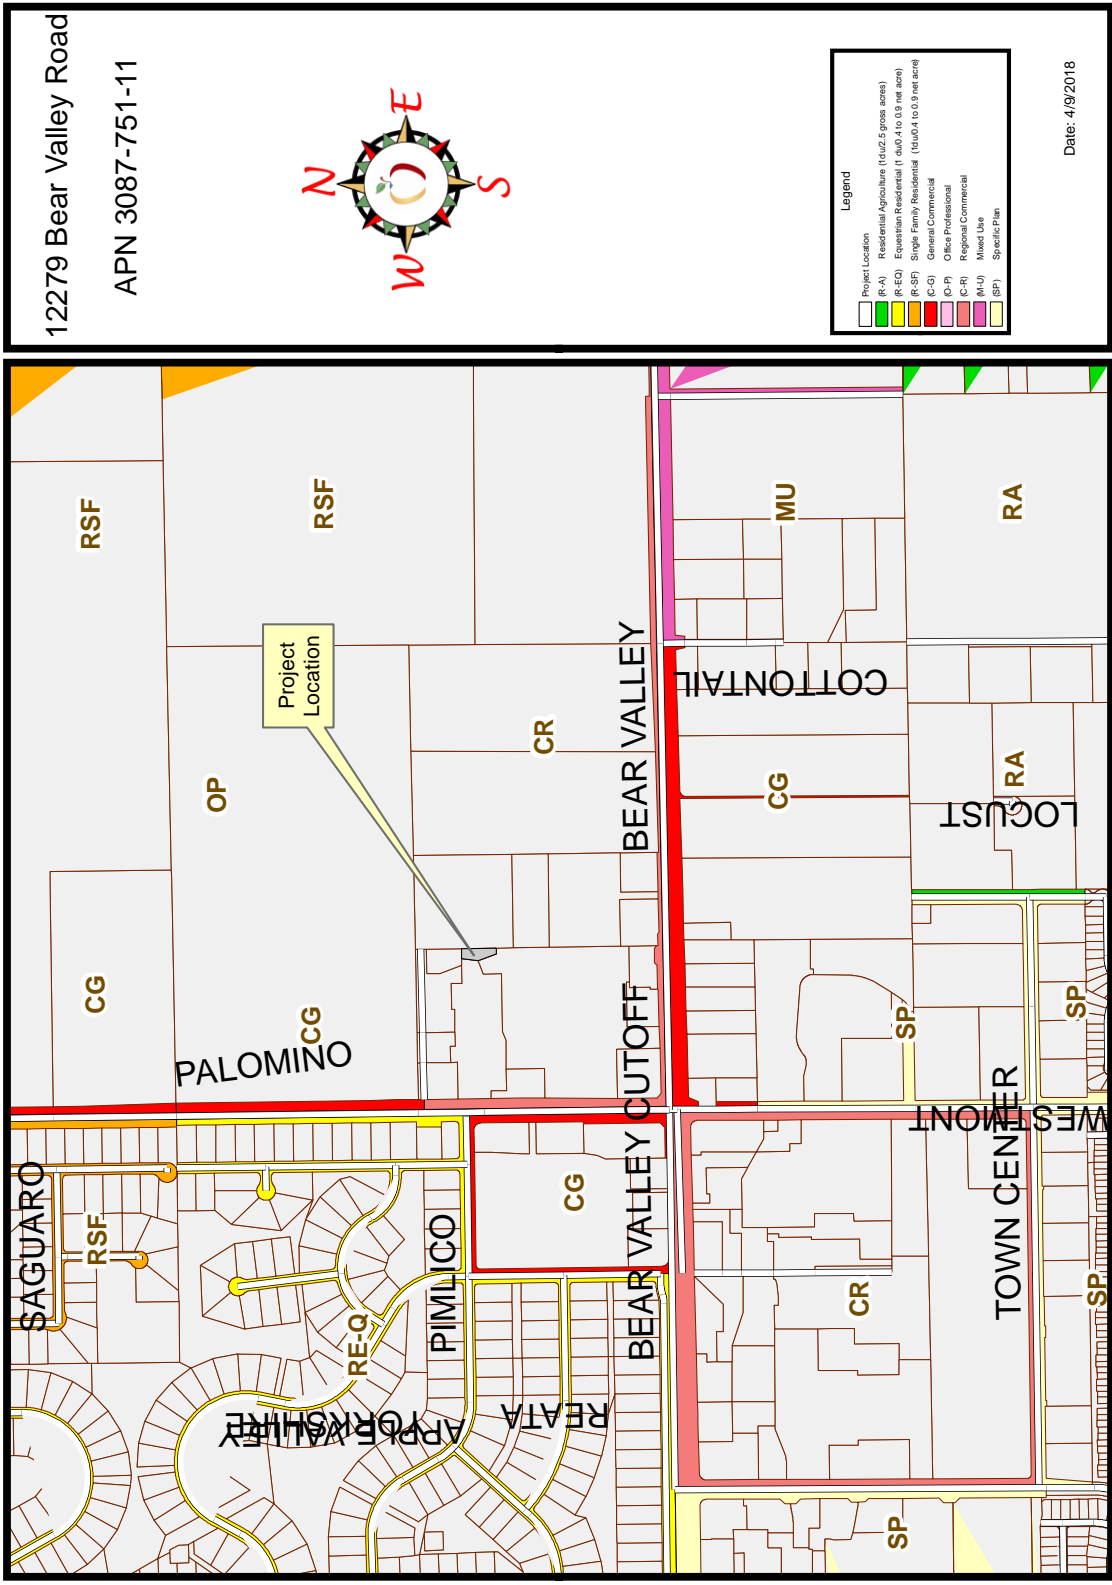 12279 Bear Valley Road
APN 3087-751-11
N
W
E
S
Legend
Project Location
(R-A) Residential Agriculture (1du/2.5 gross acres)
(R-EQ) Equestrian Residential (1 du/0.4 to 0.9 net acre)
(R-SF) Single Family Residential (1du/0.4 to 0.9 net acre)
(C-G) General Commercial
(O-P) Office Professional
(C-R) Regional Commercial
(M-U) Mixed Use
(SP) Specific Plan
Date: 4/9/2018
RSF
RSF
OP
Project
Location
CG
CG
PALOMINO
CR
BEAR VALLEY
MU
RA
COTTONTAIL
CG
RA
LOCUST
SP
SP
SAGUARO
RSF
RE-Q
PIMLICO
CG
BEAR VALLEY CUTOFF
BEAR VALLEY
WESTMONT
TOWN CENTER
YORKSHIRE
APPLE VALLEY
REATA
CR
SP
SP